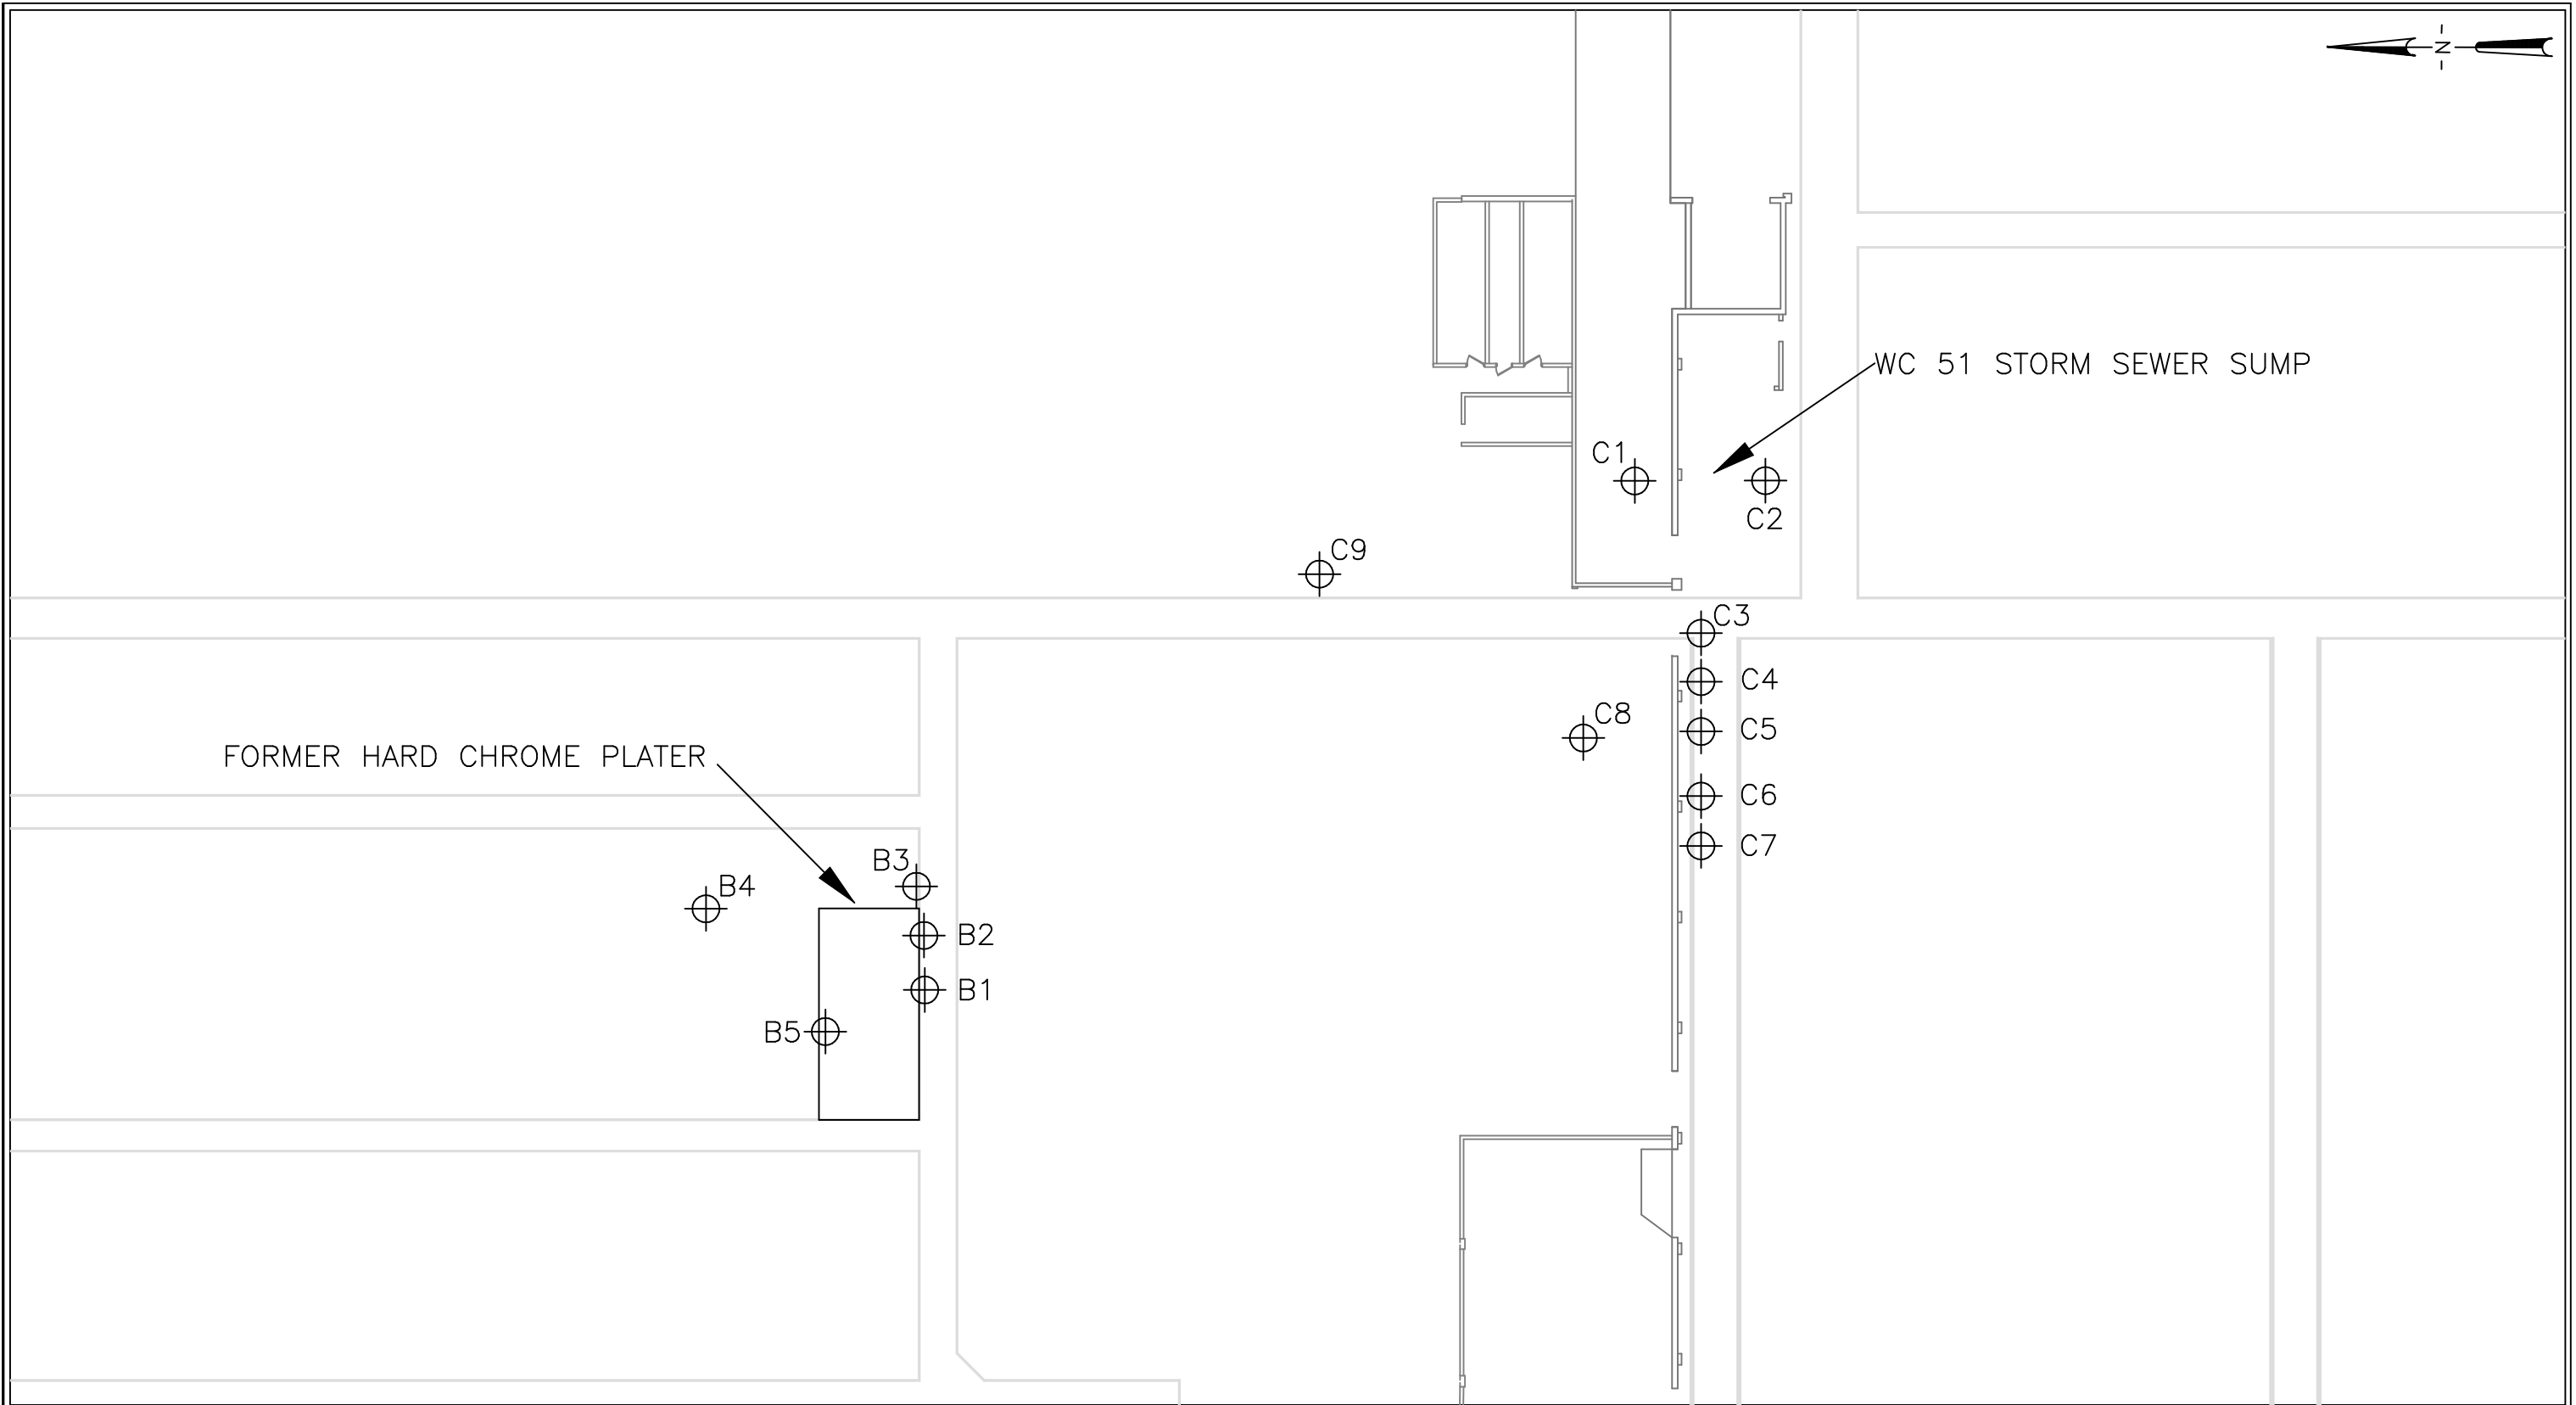 N
WC 51 STORM SEWER SUMP
C1
C2
C9
C3
C4
C8
C5
FORMER HARD CHROME PLATER
C6
C7
B3
B4
B2
B1
B5